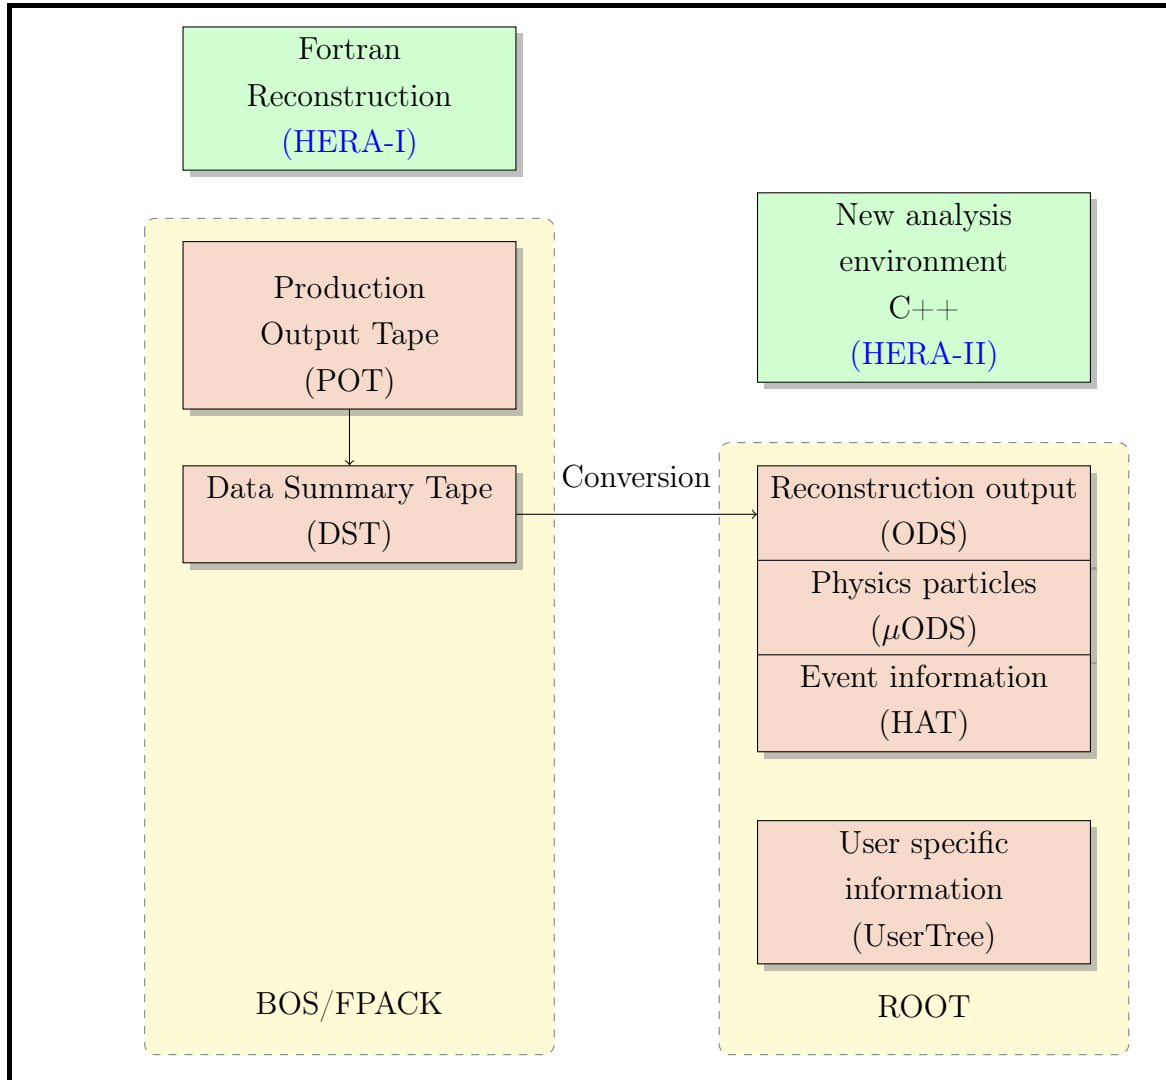 Fortran
Reconstruction
(HERA-I)
Production
Output Tape
(POT)
Data Summary Tape
(DST)
BOS/FPACK
Conversion
New analysis
environment
C++
(HERA-II)
Reconstruction output
(ODS)
Physics particles
(μODS)
Event information
(HAT)
User specific
information
(UserTree)
ROOT